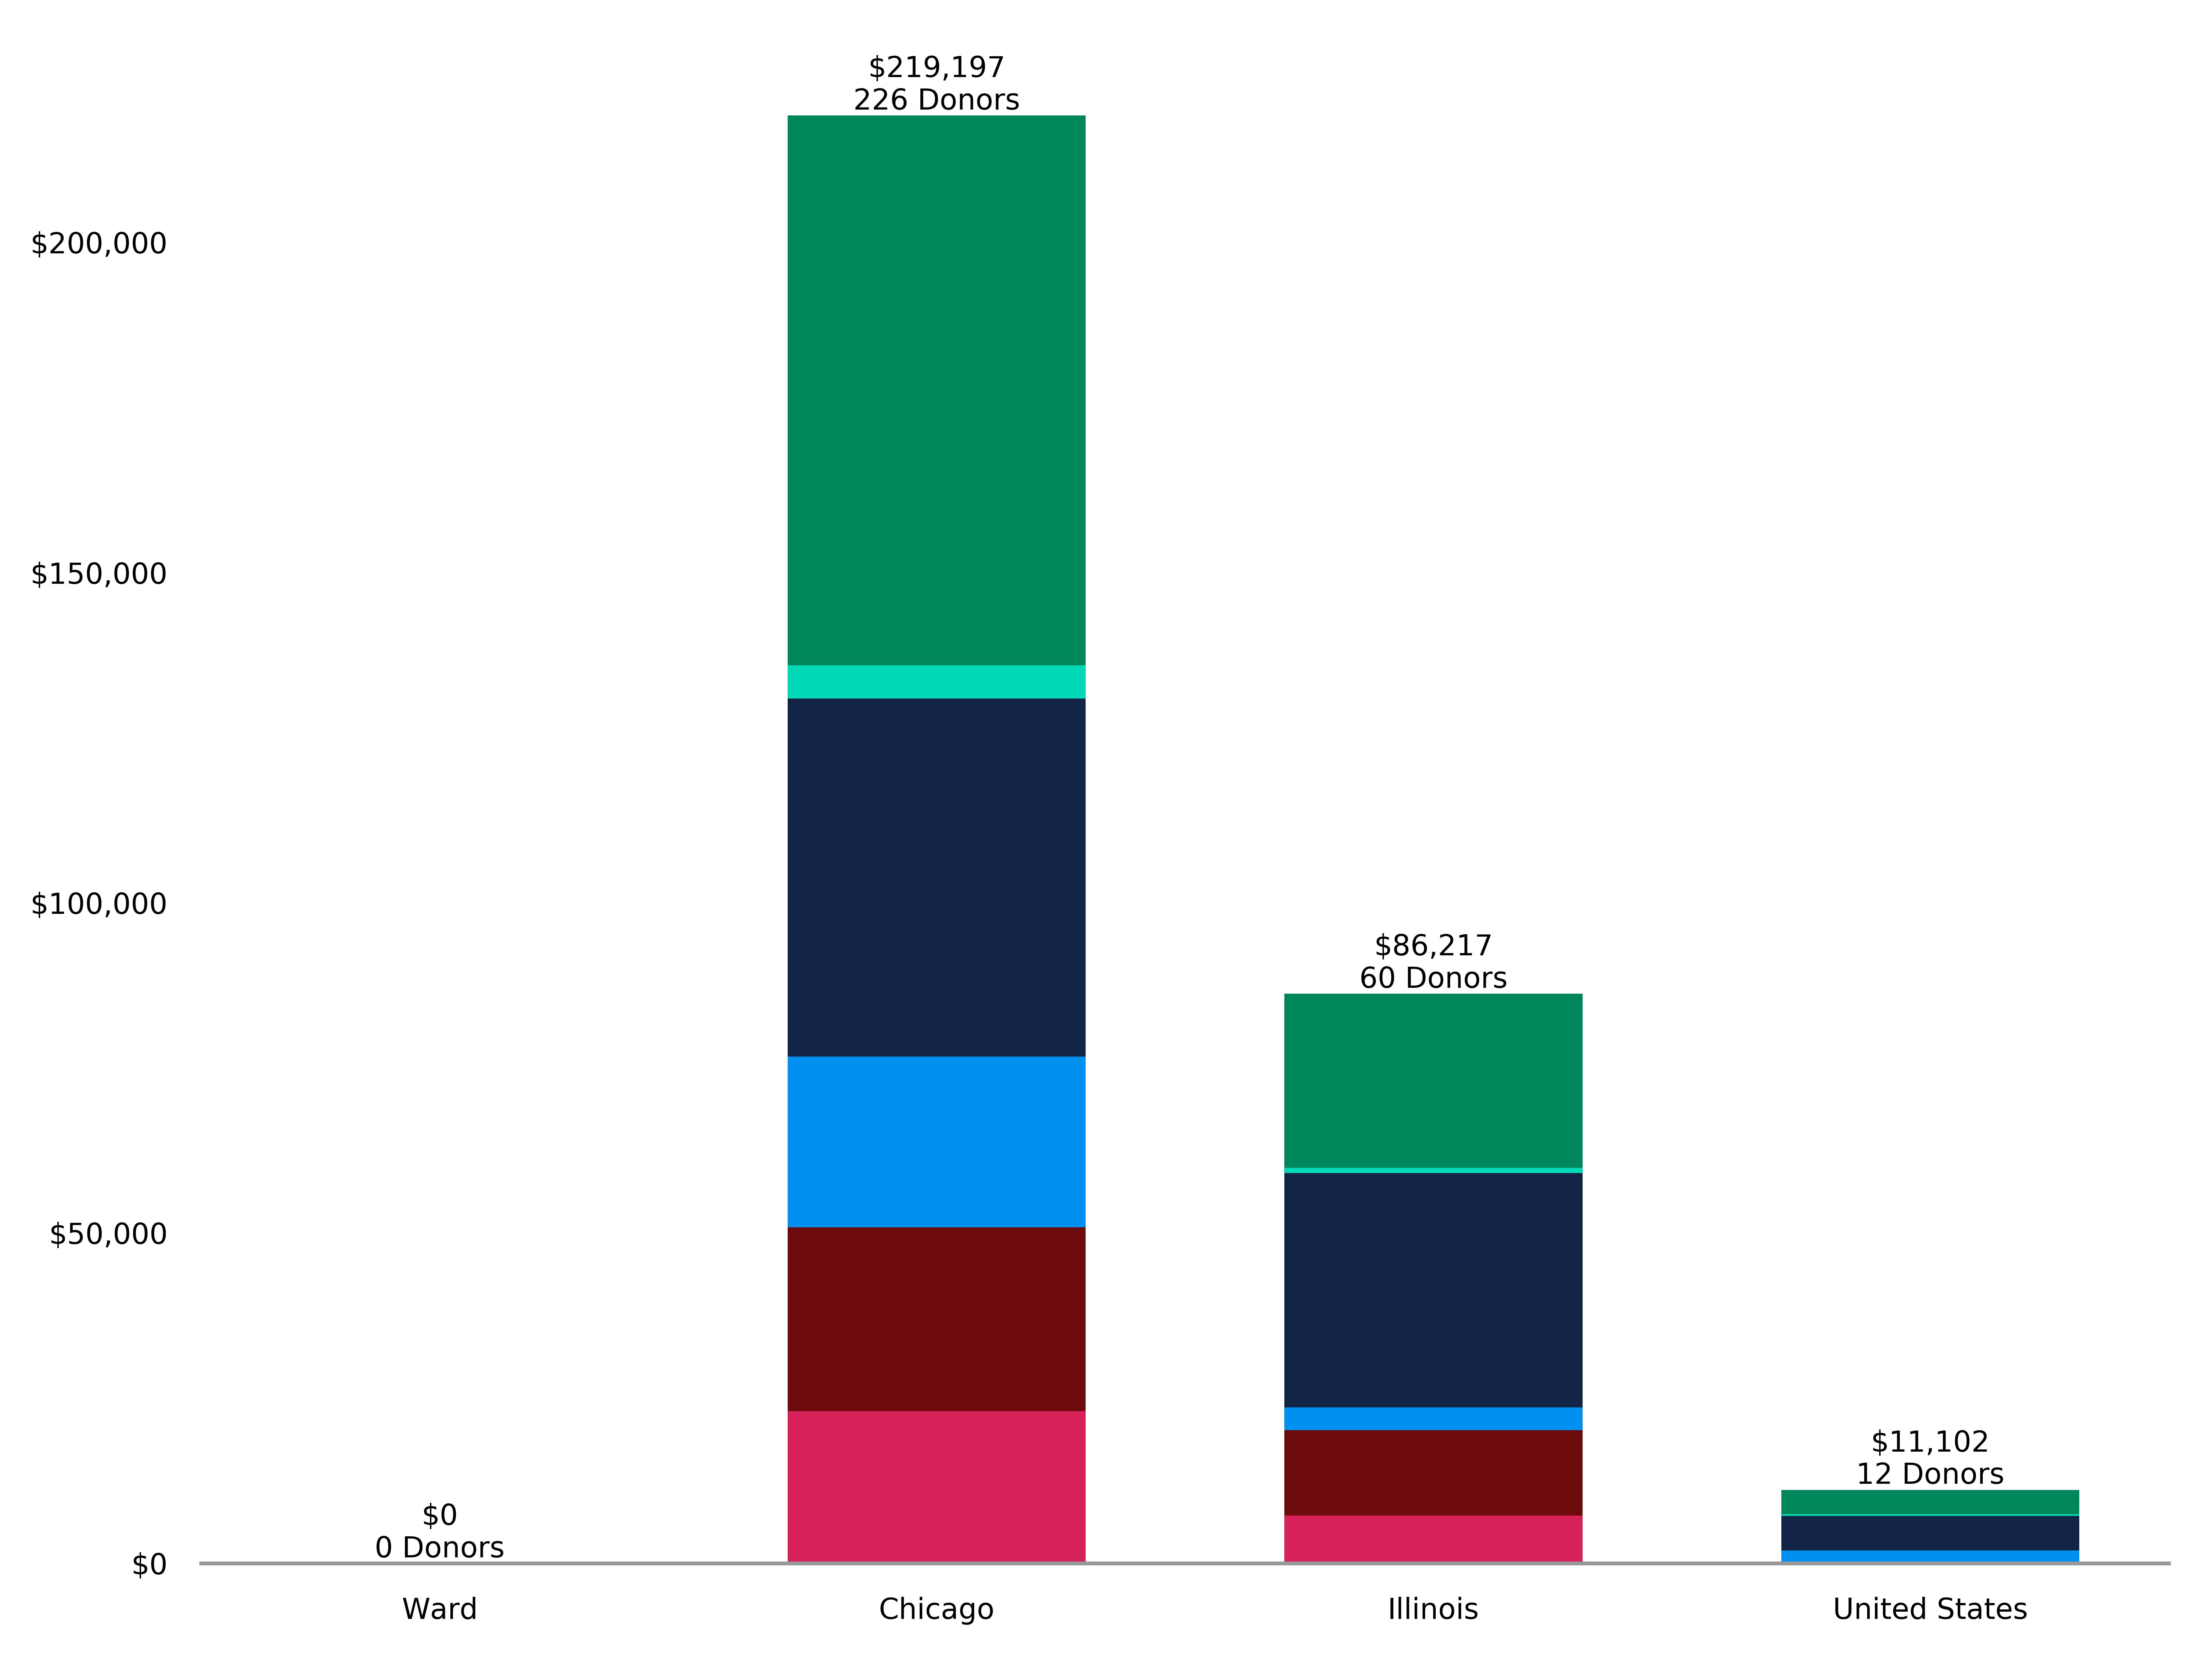 $219,197
226 Donors
$200,000
$150,000
$100,000
$86,217
60 Donors
$50,000
$11,102
12 Donors
$0
0 Donors
$0
Ward
Chicago
Illinois
United States